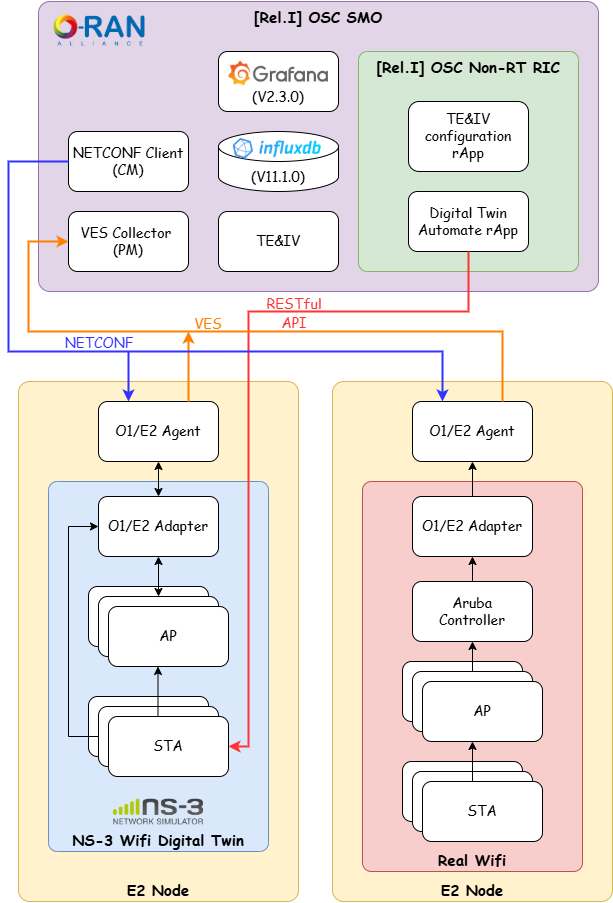 O-RAN
ALLIANCE
[Rel.I] OSC SMO
Grafana
(V2.3.0)
[Rel.I] OSC Non-RT RIC
TE&IV
configuration
rApp
NETCONF Client
(CM)
influxdb
(V11.1.0)
VES Collector
(PM)
TE&IV
Digital Twin
Automate rApp
RESTful
API
VES
NETCONF
O1/E2 Agent
O1/E2 Adapter
AP
STA
NS-3
NETWORK SIMULATOR
NS-3 Wifi Digital Twin
E2 Node
O1/E2 Agent
O1/E2 Adapter
Aruba
Controller
AP
STA
Real Wifi
E2 Node